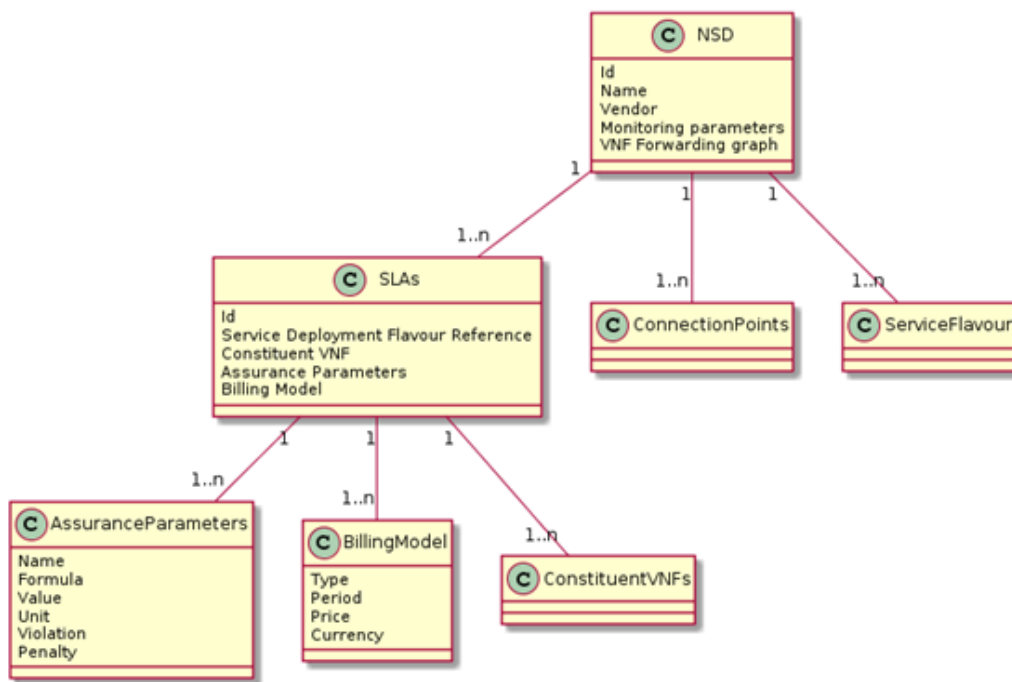 C NSD
Id
Name
Vendor
Monitoring parameters
VNF Forwarding graph
1
1
1
1..n
1..n
1..n
C SLAs
Id
Service Deployment Flavour Reference
Constituent VNF
Assurance Parameters
Billing Model
C ConnectionPoints
C ServiceFlavour
1
1
1
1..n
1..n
1..n
C AssuranceParameters
Name
Formula
Value
Unit
Violation
Penalty
C BillingModel
Type
Period
Price
Currency
C ConstituentVNFs